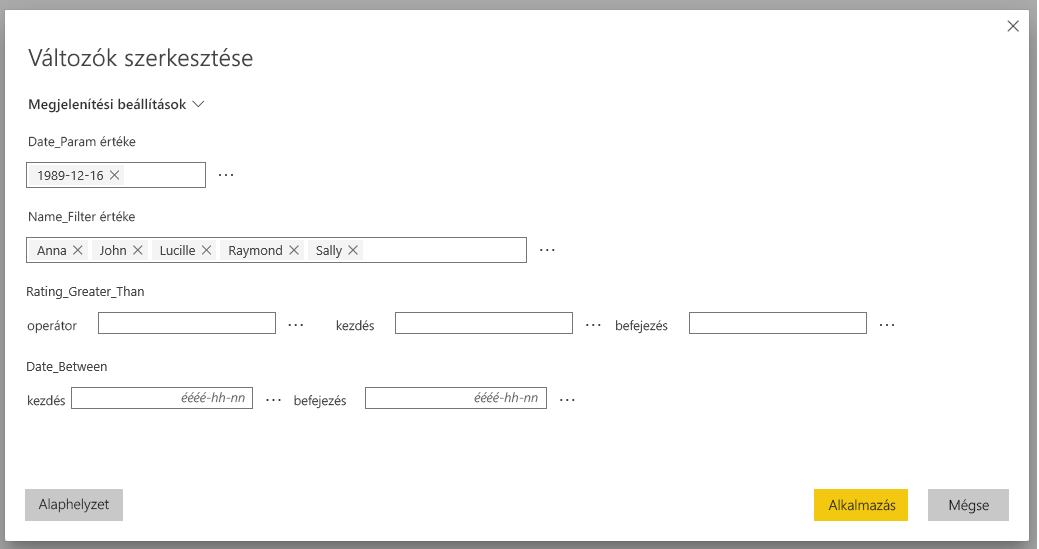 Változók szerkesztése
Megjelenítési beállítások
Date_Param értéke
1989-12-16
Name_Filter értéke
Anna John Lucille Raymond Sally
Rating_Greater_Than
operátor kezdés befejezés
Date_Between
kezdés éééé-hh-nn befejezés éééé-hh-nn
Alaphelyzet Alkalmazás Mégse